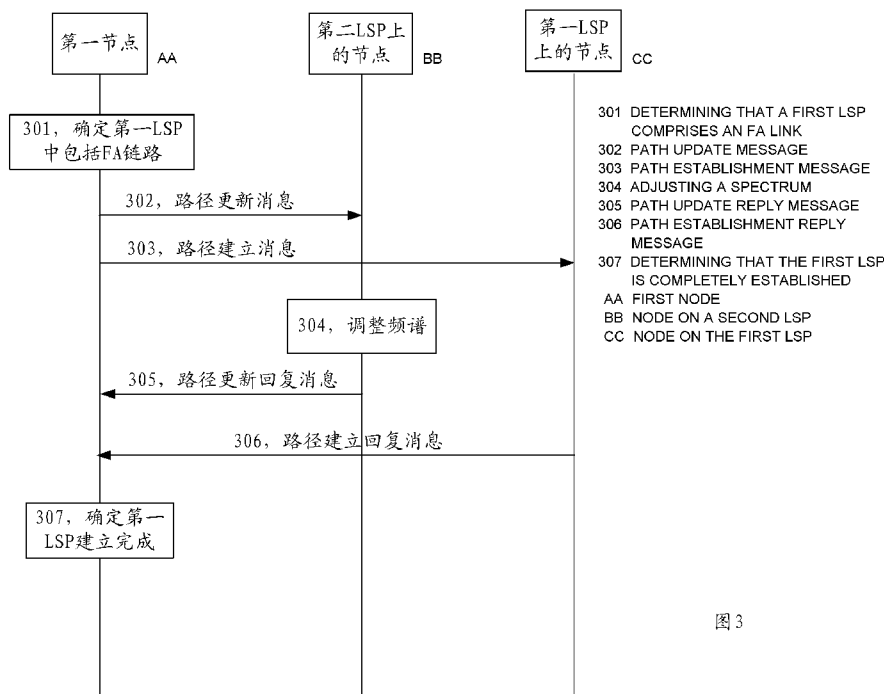 第一节点
AA
第二LSP上
的节点
BB
第一LSP
上的节点
CC
301，确定第一LSP
中包括FA链路
302，路径更新消息
303，路径建立消息
304，调整频谱
305，路径更新回复消息
306，路径建立回复消息
307，确定第一
LSP建立完成
301 DETERMINING THAT A FIRST LSP
COMPRISES AN FA LINK
302 PATH UPDATE MESSAGE
303 PATH ESTABLISHMENT MESSAGE
304 ADJUSTING A SPECTRUM
305 PATH UPDATE REPLY MESSAGE
306 PATH ESTABLISHMENT REPLY
MESSAGE
307 DETERMINING THAT THE FIRST LSP
IS COMPLETELY ESTABLISHED
AA FIRST NODE
BB NODE ON A SECOND LSP
CC NODE ON THE FIRST LSP
图3